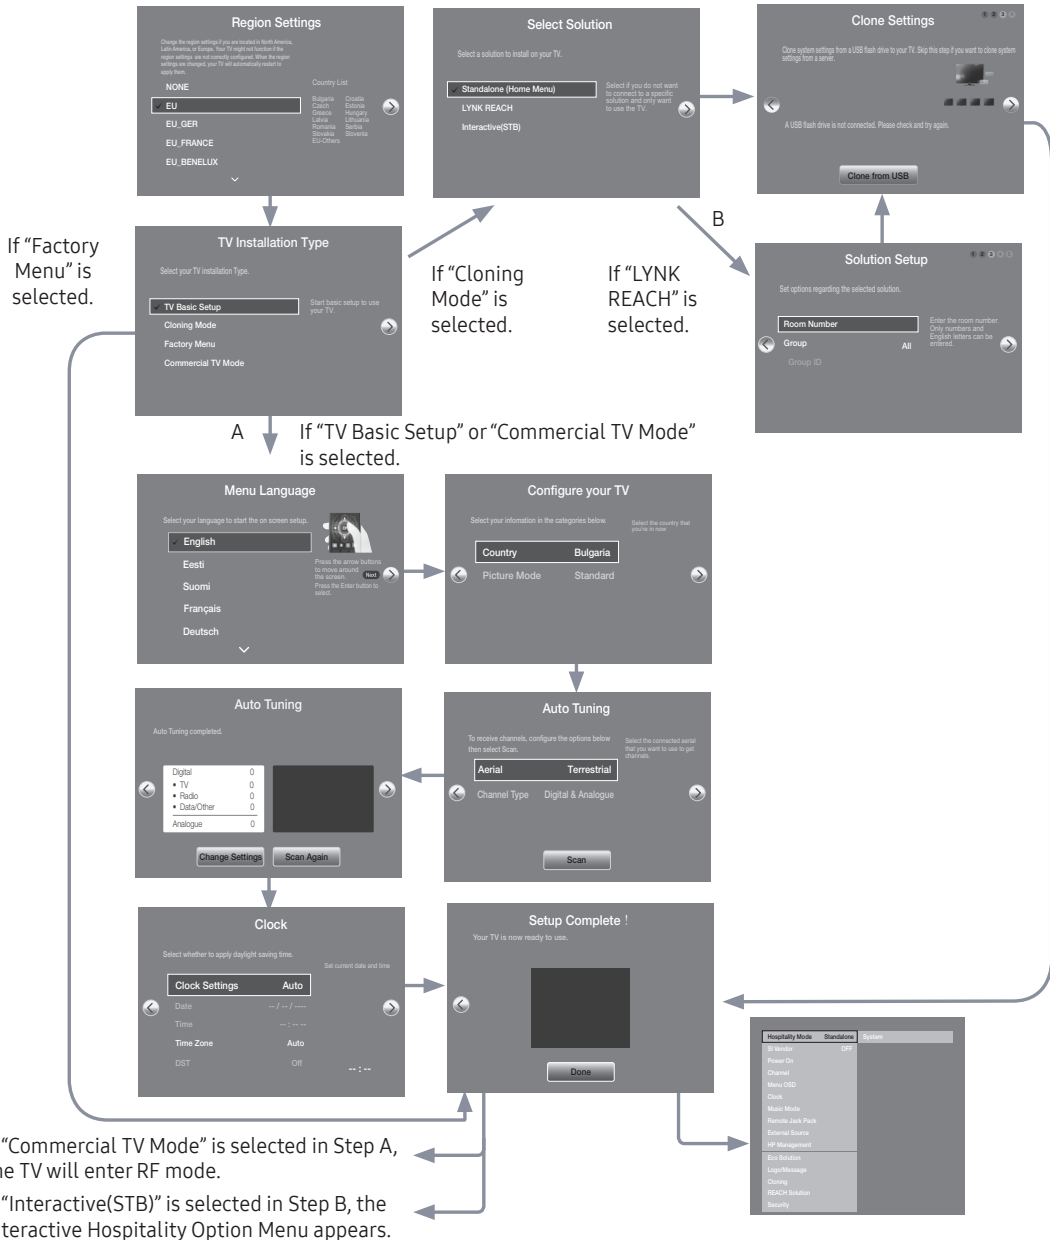 Region Settings
Change the region settings if you are located in North America,
Latin America, or Europe. Your TV might not function if the
region settings are not correctly configured. When the region
settings are changed, your TV will automatically restart to
apply them.
NONE
EU
EU_GER
EU_FRANCE
EU_BENELUX
Country List
Bulgaria Croatia
Czech Estonia
Greece Hungary
Latvia Lithuania
Romania Serbia
Slovakia Slovenia
EU-Others
Select Solution
Select a solution to install on your TV.
Standalone (Home Menu)
LYNK REACH
Interactive(STB)
Select if you do not want
to connect to a specific
solution and only want
to use the TV.
Clone Settings
1 2 3
Clone system settings from a USB flash drive to your TV. Skip this step if you want to clone system
settings from a server.
A USB flash drive is not connected. Please check and try again.
Clone from USB
If “Factory
Menu” is
selected.
TV Installation Type
Select your TV installation Type.
TV Basic Setup
Cloning Mode
Factory Menu
Commercial TV Mode
Start basic setup to use
your TV.
If “Cloning
Mode” is
selected.
If “LYNK
REACH” is
selected.
B
Solution Setup
1 2 3
Set options regarding the selected solution.
Room Number
Group All
Group ID
Enter the room number.
Only numbers and
English letters can be
entered.
A
If “TV Basic Setup” or “Commercial TV Mode”
is selected.
Menu Language
Select your language to start the on screen setup.
English
Eesti
Suomi
Français
Deutsch
Press the arrow buttons
to move around
the screen.
Next
Press the Enter button to
select.
Configure your TV
Select your infomation in the categories below.
Select the country that
you're in now
Country Bulgaria
Picture Mode Standard
Auto Tuning
Auto Tuning completed.
Digital 0
• TV 0
• Radio 0
• Data/Other 0
Analogue 0
Change Settings
Scan Again
Auto Tuning
To receive channels, configure the options below
then select Scan.
Select the connected aerial
that you want to use to get
channels.
Aerial Terrestrial
Channel Type Digital & Analogue
Scan
Clock
Select whether to apply daylight saving time.
Set current date and time
Clock Settings Auto
Date -- / -- / ----
Time -- : -- --
Time Zone Auto
DST Off
-- : --
Setup Complete !
Your TV is now ready to use.
Done
Hospitality Mode Standalone
SI Vendor OFF
Power On
Channel
Menu OSD
Clock
Music Mode
Remote Jack Pack
External Source
HP Management
Eco Solution
Logo/Message
Cloning
REACH Solution
Security
System
“Commercial TV Mode” is selected in Step A,
he TV will enter RF mode.
“Interactive(STB)” is selected in Step B, the
teractive Hospitality Option Menu appears.